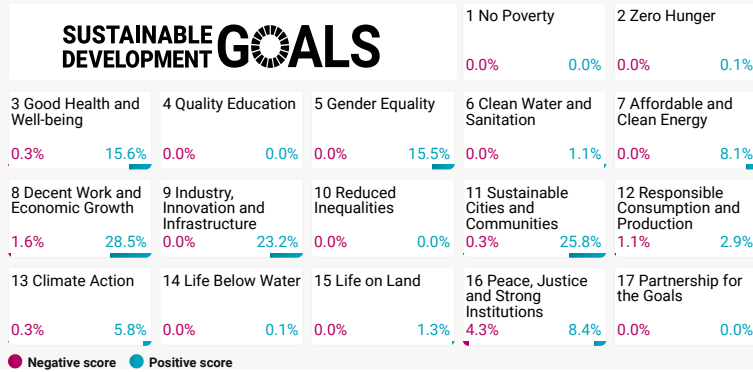 SUSTAINABLE
DEVELOPMENT
GOALS
1 No Poverty
0.0% 0.0%
2 Zero Hunger
0.0% 0.1%
3 Good Health and
Well-being
0.3% 15.6%
4 Quality Education
0.0% 0.0%
5 Gender Equality
0.0% 15.5%
6 Clean Water and
Sanitation
0.0% 1.1%
7 Affordable and
Clean Energy
0.0% 8.1%
8 Decent Work and
Economic Growth
1.6% 28.5%
9 Industry,
Innovation and
Infrastructure
0.0% 23.2%
10 Reduced
Inequalities
0.0% 0.0%
11 Sustainable
Cities and
Communities
0.3% 25.8%
12 Responsible
Consumption and
Production
1.1% 2.9%
13 Climate Action
0.3% 5.8%
14 Life Below Water
0.0% 0.1%
15 Life on Land
0.0% 1.3%
16 Peace, Justice
and Strong
Institutions
4.3% 8.4%
17 Partnership for
the Goals
0.0% 0.0%
Negative score Positive score